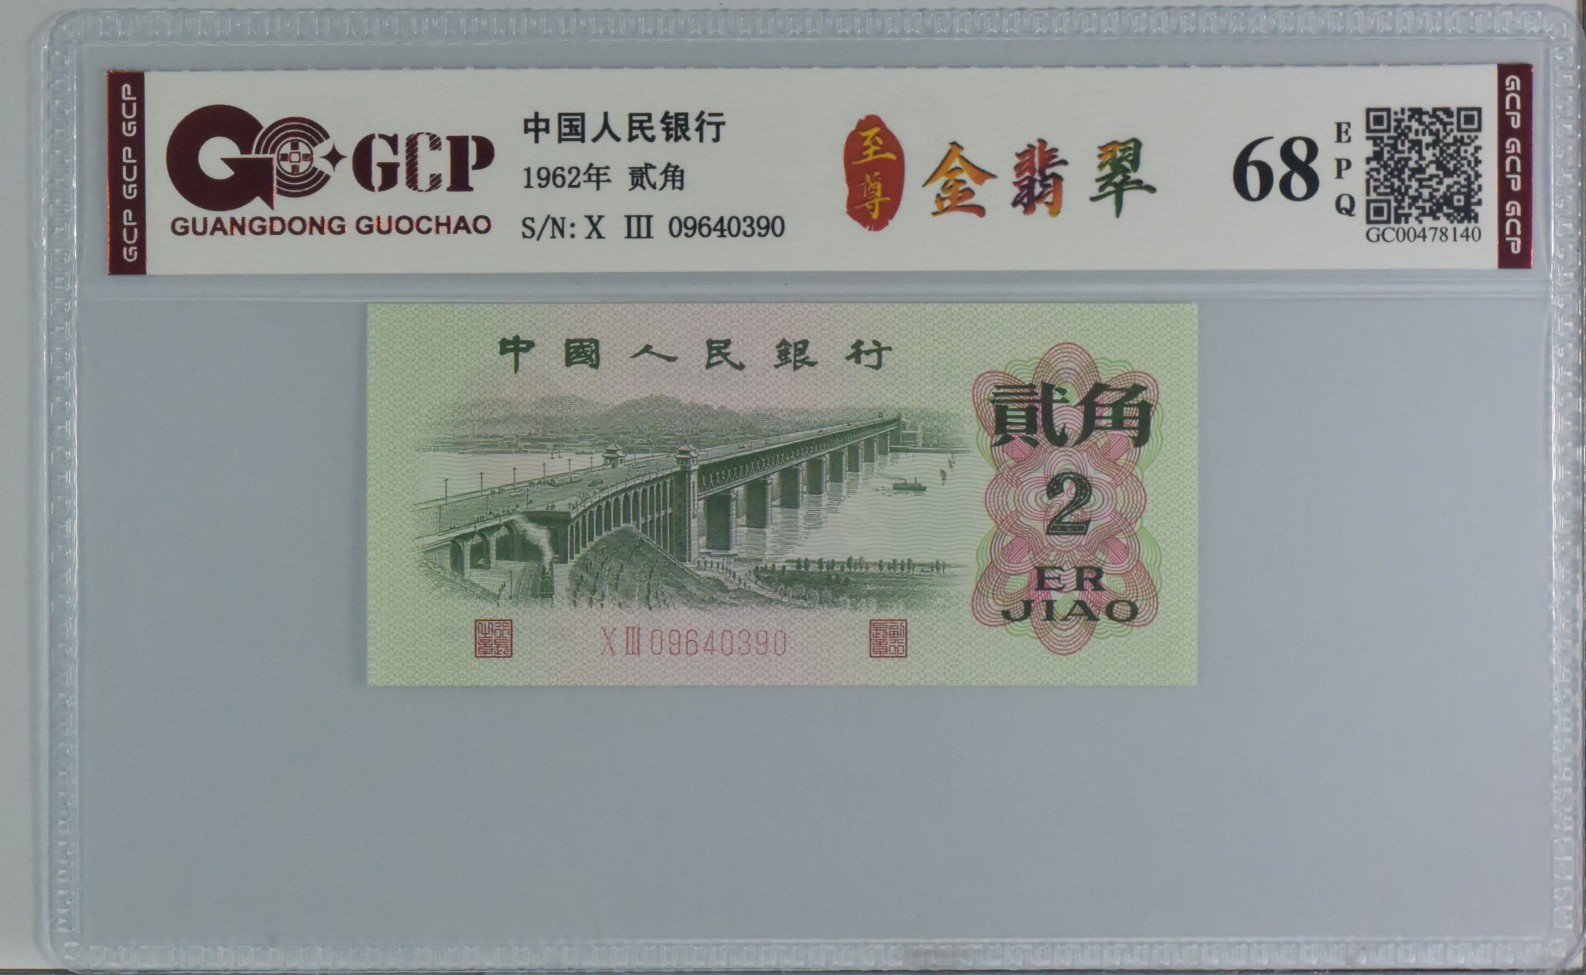 GCP GCP GCP
GCP
GUANGDONG GUOCHAO
中国人民银行
1962年 贰角
S/N: X III 09640390
至尊
金翡翠
68
EPQ
GC00478140
GCP GCP GCP
中國人民銀行
貳角
2
ER
JIAO
X III 09640390